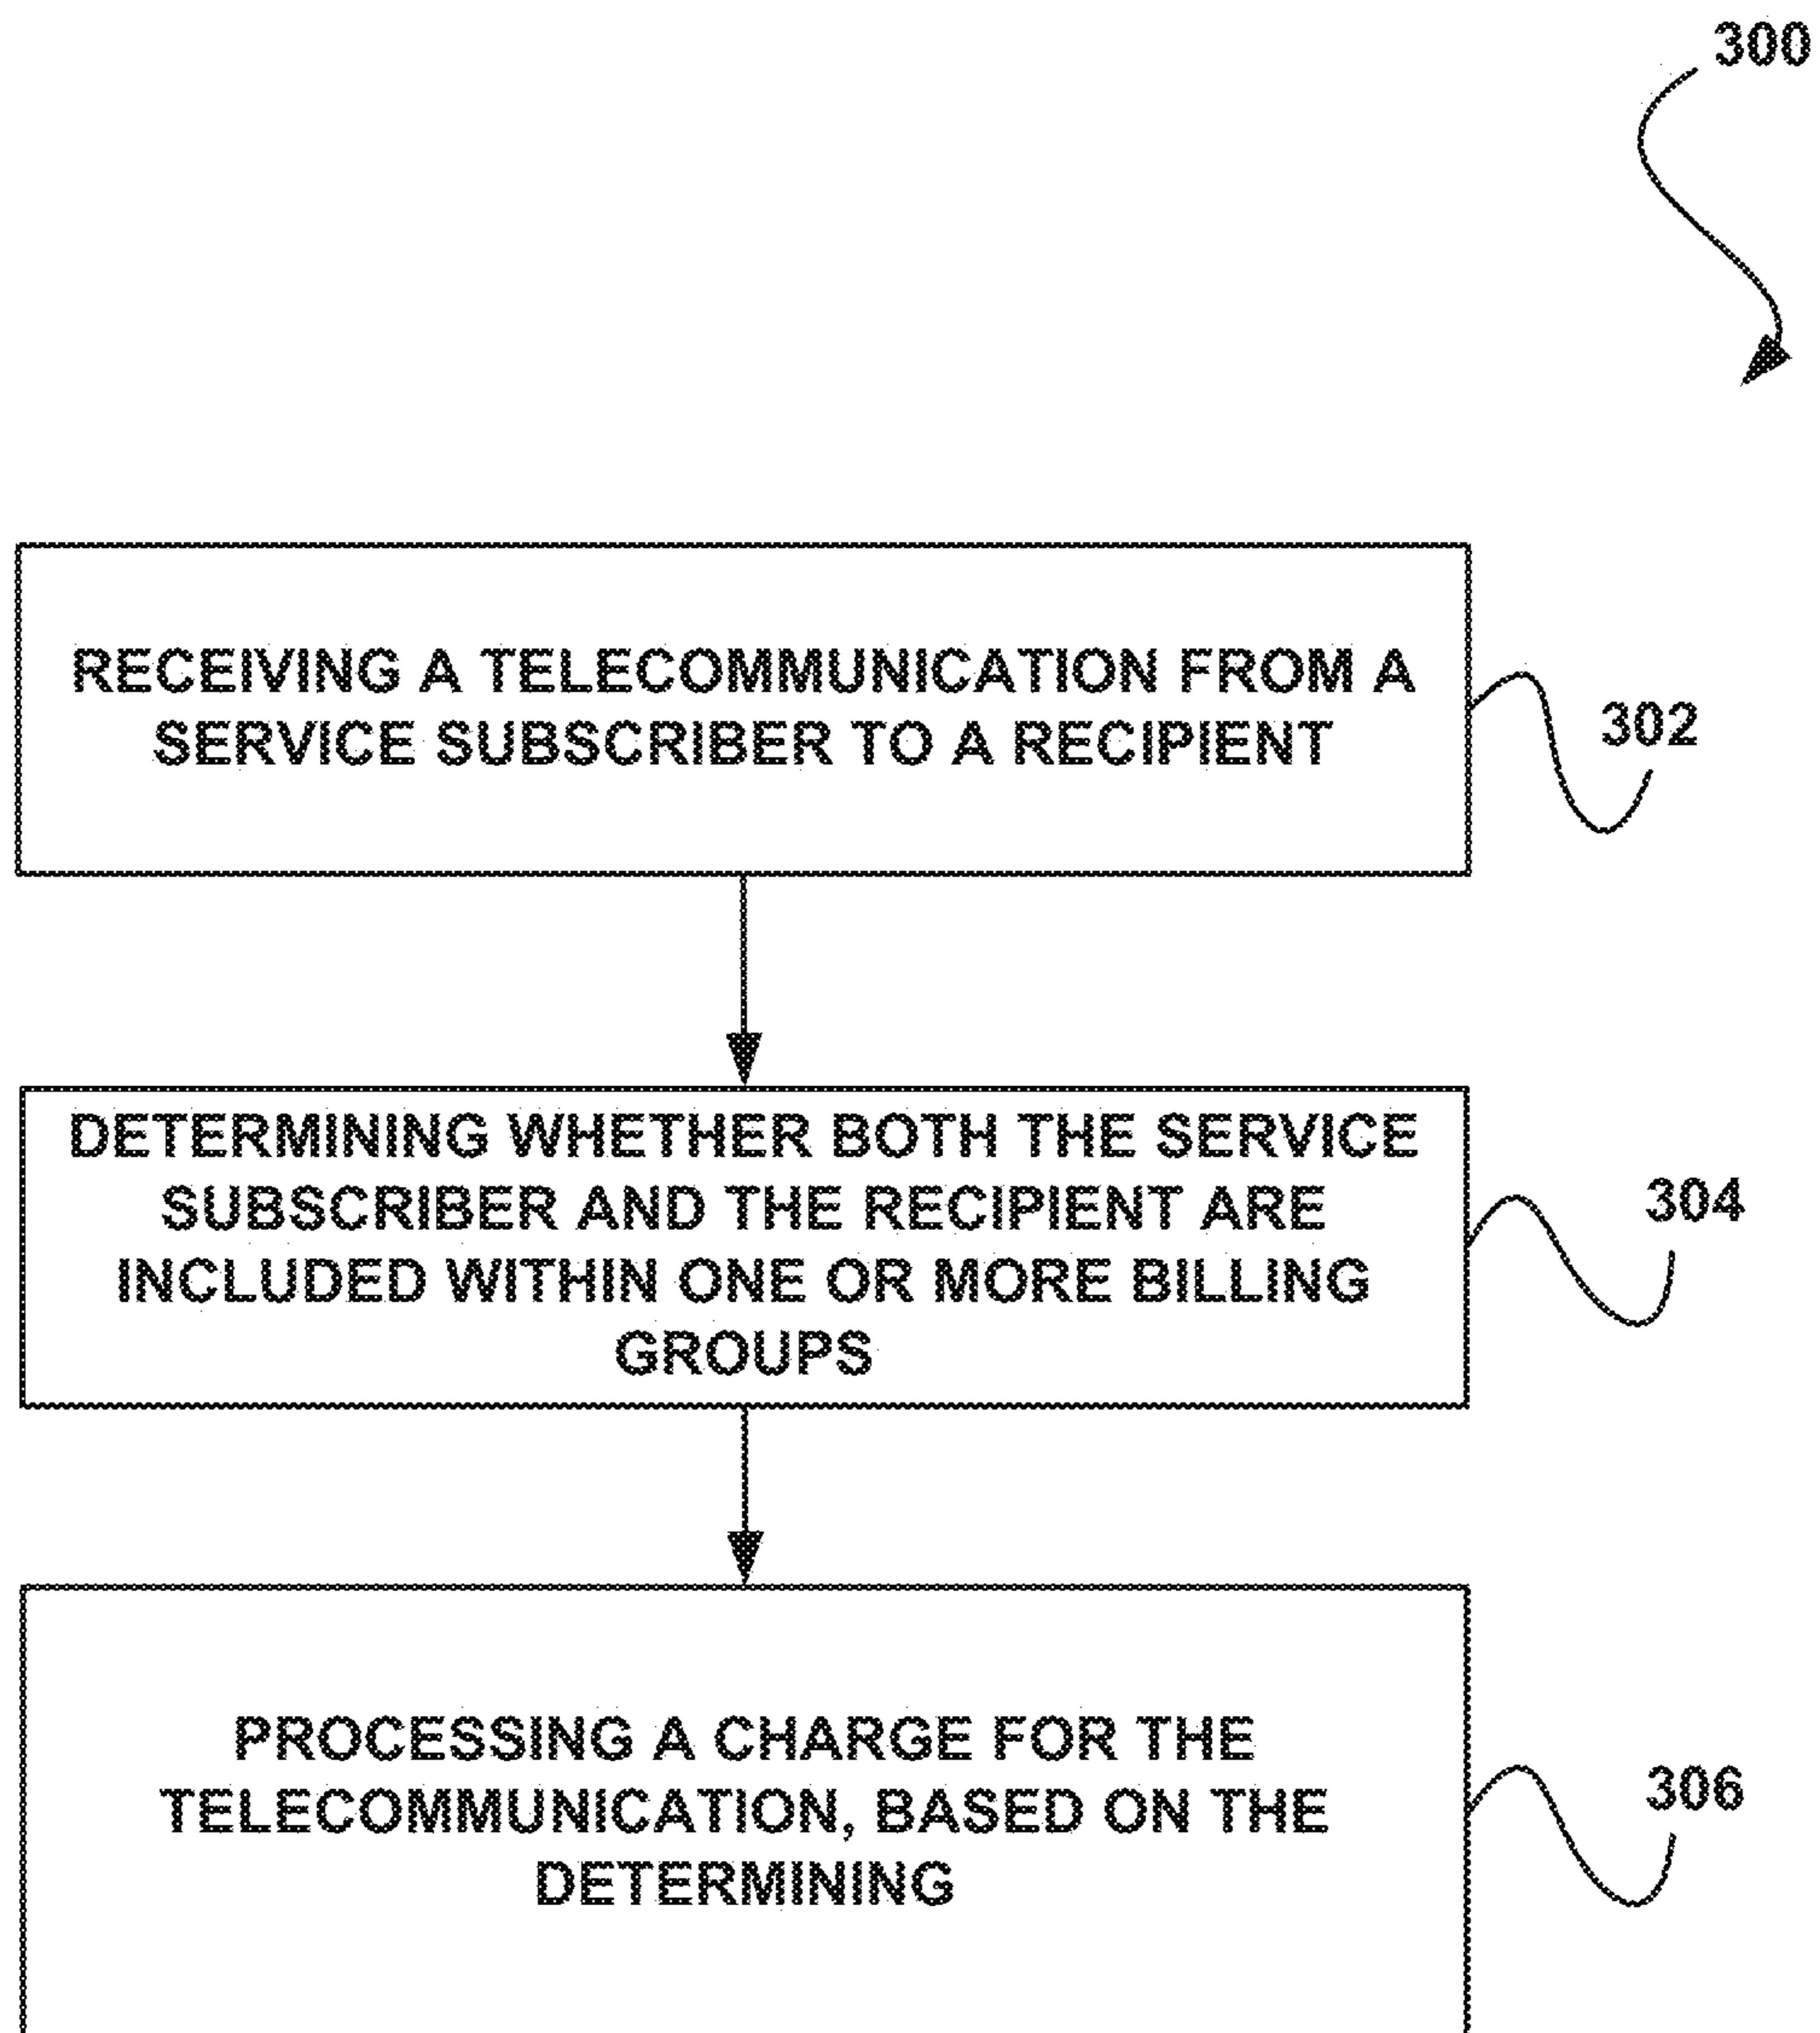 300
RECEIVING A TELECOMMUNICATION FROM A
SERVICE SUBSCRIBER TO A RECIPIENT
302
DETERMINING WHETHER BOTH THE SERVICE
SUBSCRIBER AND THE RECIPIENT ARE
INCLUDED WITHIN ONE OR MORE BILLING
GROUPS
304
PROCESSING A CHARGE FOR THE
TELECOMMUNICATION, BASED ON THE
DETERMINING
306